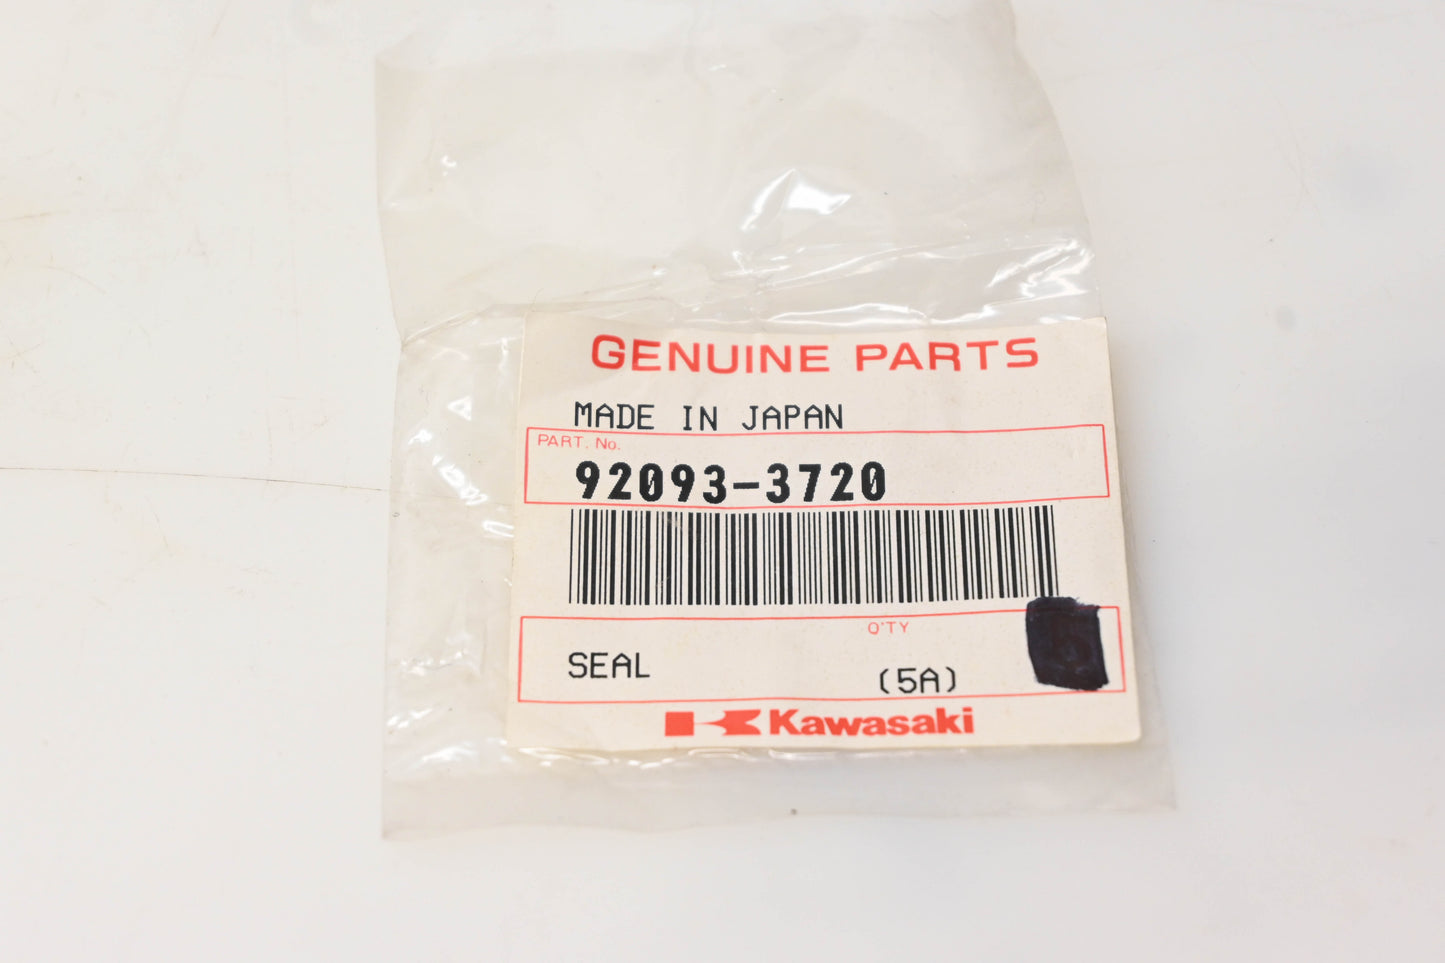 GENUINE PARTS
MADE IN JAPAN
PART. No.
92093-3720
Q'TY
SEAL (5A)
Kawasaki